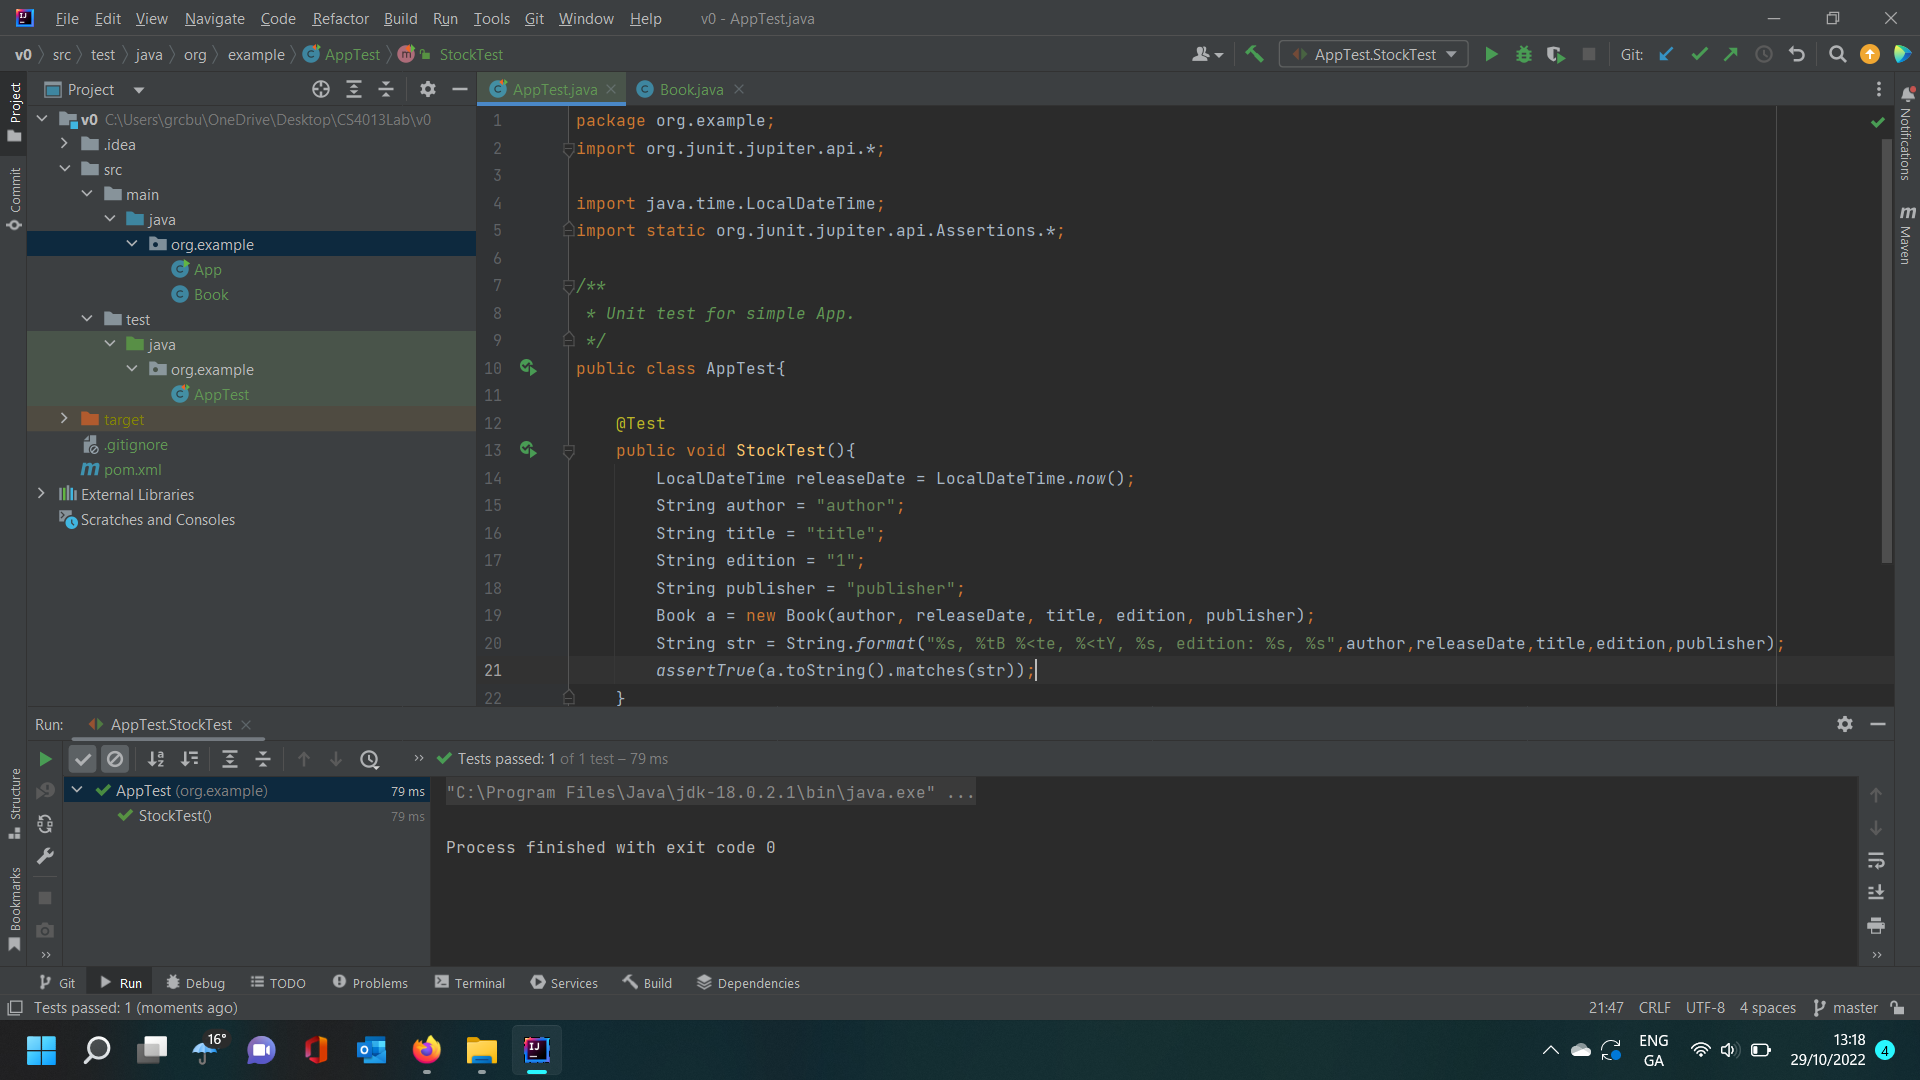 File Edit View Navigate Code Refactor Build Run Tools Git Window Help v0 - AppTest.java
v0 src test java org example AppTest m StockTest AppTest.StockTest Git:
Project
AppTest.java Book.java
v0 C:\Users\grcbu\OneDrive\Desktop\CS4013Lab\v0
.idea
src
main
java
org.example
App
Book
test
java
org.example
AppTest
target
.gitignore
pom.xml
External Libraries
Scratches and Consoles
Project
Commit
Structure
Bookmarks
Notifications
Maven
1 package org.example;
2 import org.junit.jupiter.api.*;
3
4 import java.time.LocalDateTime;
5 import static org.junit.jupiter.api.Assertions.*;
6
7 /**
8 * Unit test for simple App.
9 */
10 public class AppTest{
11
12 @Test
13 public void StockTest(){
14 LocalDateTime releaseDate = LocalDateTime.now();
15 String author = "author";
16 String title = "title";
17 String edition = "1";
18 String publisher = "publisher";
19 Book a = new Book(author, releaseDate, title, edition, publisher);
20 String str = String.format("%s, %tB %<te, %<tY, %s, edition: %s, %s",author,releaseDate,title,edition,publisher);
21 assertTrue(a.toString().matches(str));
22 }
Run: AppTest.StockTest
Tests passed: 1 of 1 test – 79 ms
AppTest (org.example) 79 ms
StockTest() 79 ms
"C:\Program Files\Java\jdk-18.0.2.1\bin\java.exe" ...
Process finished with exit code 0
Git Run Debug TODO Problems Terminal Services Build Dependencies
Tests passed: 1 (moments ago) 21:47 CRLF UTF-8 4 spaces master
16°
ENG
GA
13:18
29/10/2022
4